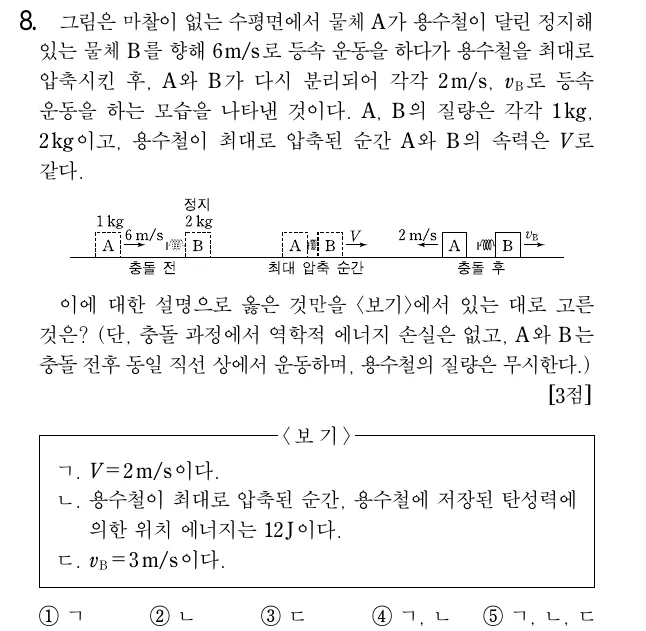 8. 그림은 마찰이 없는 수평면에서 물체 A가 용수철이 달린 정지해
있는 물체 B를 향해 6m/s로 등속 운동을 하다가 용수철을 최대로
압축시킨 후, A와 B가 다시 분리되어 각각 2m/s, vB로 등속
운동을 하는 모습을 나타낸 것이다. A, B의 질량은 각각 1kg,
2kg이고, 용수철이 최대로 압축된 순간 A와 B의 속력은 V로
같다.
정지
1kg 2kg
6m/s V 2m/s vB
A B A B A B
충돌 전 최대 압축 순간 충돌 후
이에 대한 설명으로 옳은 것만을 〈보기〉에서 있는 대로 고른
것은? (단, 충돌 과정에서 역학적 에너지 손실은 없고, A와 B는
충돌 전후 동일 직선 상에서 운동하며, 용수철의 질량은 무시한다.)
[3점]
〈보 기〉
ㄱ. V=2m/s이다.
ㄴ. 용수철이 최대로 압축된 순간, 용수철에 저장된 탄성력에
의한 위치 에너지는 12J이다.
ㄷ. vB=3m/s이다.
① ㄱ ② ㄴ ③ ㄷ ④ ㄱ, ㄴ ⑤ ㄱ, ㄴ, ㄷ